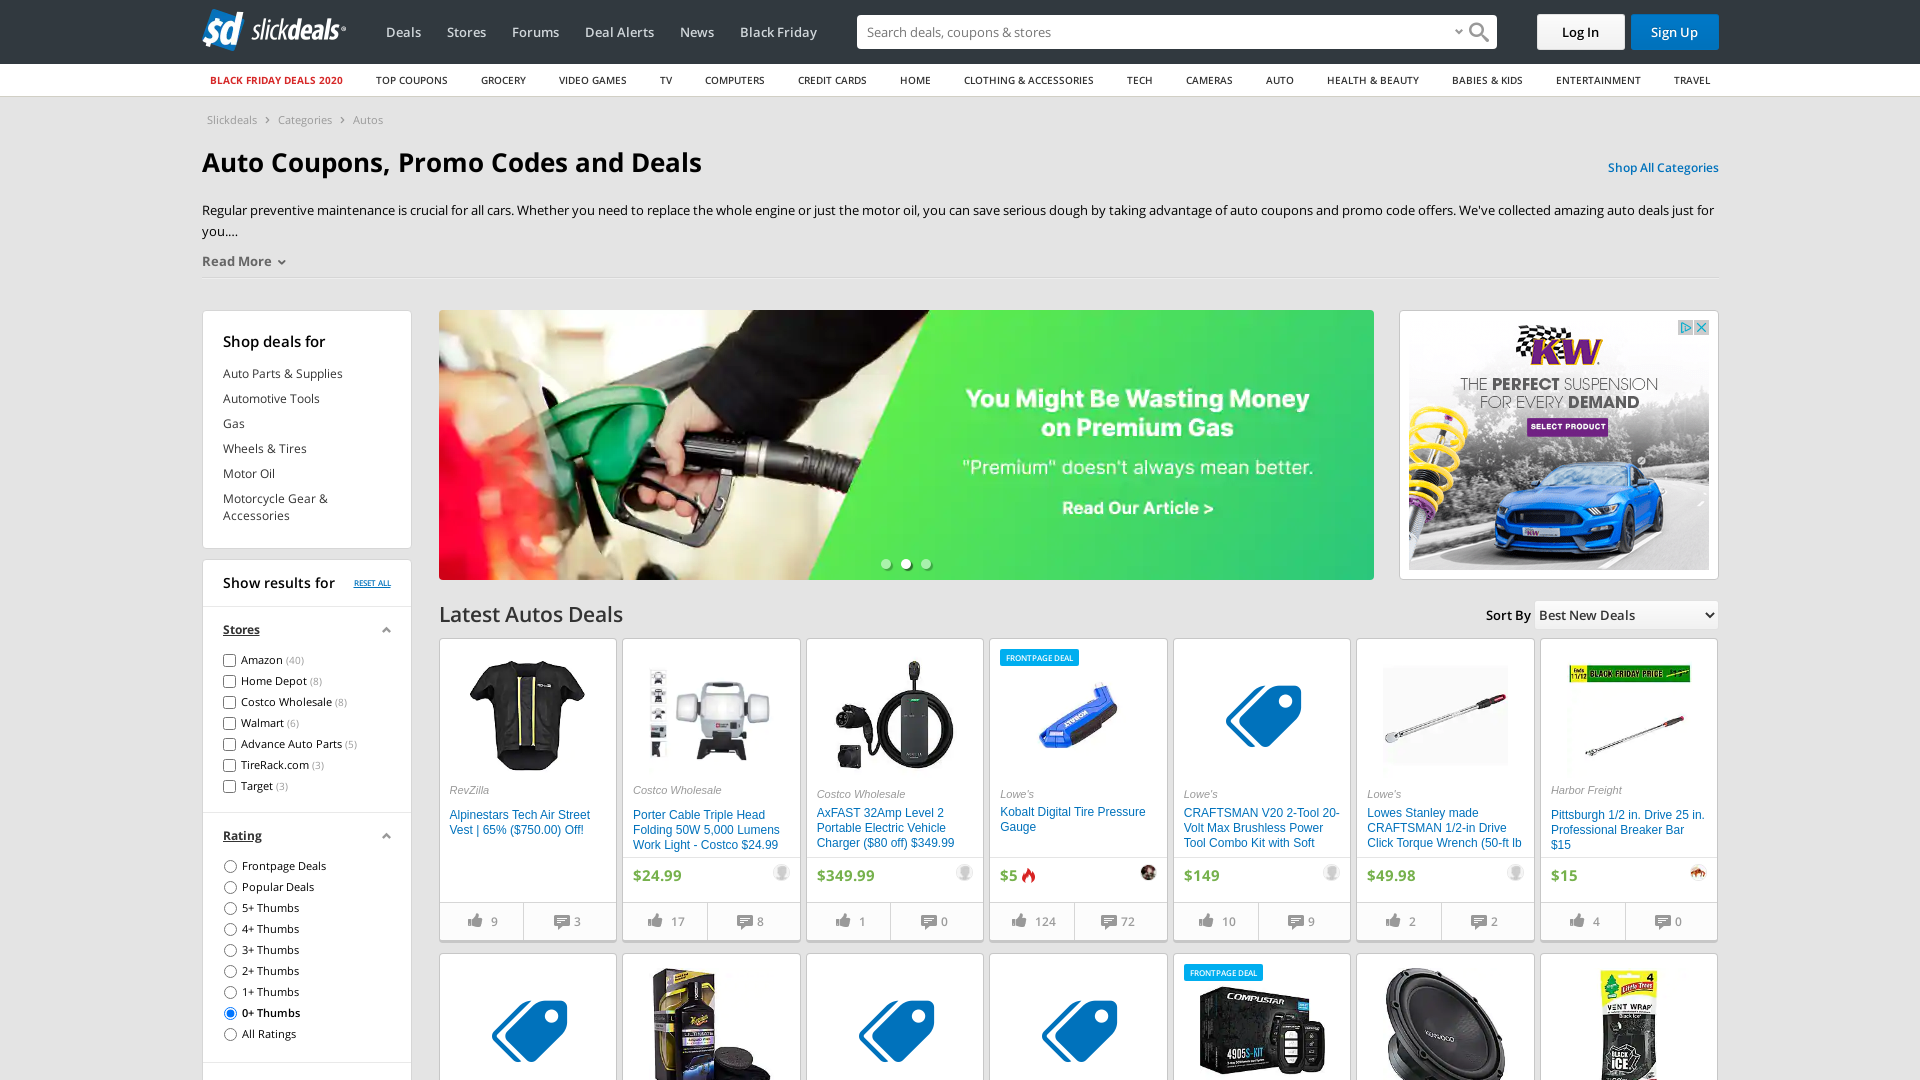 sd slickdeals
Deals
Stores
Forums
Deal Alerts
News
Black Friday
Search deals, coupons & stores
Log In
Sign Up
BLACK FRIDAY DEALS 2020
TOP COUPONS
GROCERY
VIDEO GAMES
TV
COMPUTERS
CREDIT CARDS
HOME
CLOTHING & ACCESSORIES
TECH
CAMERAS
AUTO
HEALTH & BEAUTY
BABIES & KIDS
ENTERTAINMENT
TRAVEL
Slickdeals > Categories > Autos
Auto Coupons, Promo Codes and Deals
Shop All Categories
Regular preventive maintenance is crucial for all cars. Whether you need to replace the whole engine or just the motor oil, you can save serious dough by taking advantage of auto coupons and promo code offers. We've collected amazing auto deals just for
you....
Read More
Shop deals for
Auto Parts & Supplies
Automotive Tools
Gas
Wheels & Tires
Motor Oil
Motorcycle Gear &
Accessories
Show results for
RESET ALL
Stores
Amazon (40)
Home Depot (8)
Costco Wholesale (8)
Walmart (6)
Advance Auto Parts (5)
TireRack.com (3)
Target (3)
Rating
Frontpage Deals
Popular Deals
5+ Thumbs
4+ Thumbs
3+ Thumbs
2+ Thumbs
1+ Thumbs
0+ Thumbs
All Ratings
You Might Be Wasting Money
on Premium Gas
"Premium" doesn't always mean better.
Read Our Article >
KW
THE PERFECT SUSPENSION
FOR EVERY DEMAND
SELECT PRODUCT
Latest Autos Deals
Sort By
Best New Deals
RevZilla
Alpinestars Tech Air Street
Vest | 65% ($750.00) Off!
9
3
Costco Wholesale
Porter Cable Triple Head
Folding 50W 5,000 Lumens
Work Light - Costco $24.99
$24.99
17
8
Costco Wholesale
AxFAST 32Amp Level 2
Portable Electric Vehicle
Charger ($80 off) $349.99
$349.99
1
0
FRONTPAGE DEAL
KOBALT
Lowe's
Kobalt Digital Tire Pressure
Gauge
$5
124
72
Lowe's
CRAFTSMAN V20 2-Tool 20-
Volt Max Brushless Power
Tool Combo Kit with Soft
$149
10
9
Lowe's
Lowes Stanley made
CRAFTSMAN 1/2-in Drive
Click Torque Wrench (50-ft lb
$49.98
2
2
BLACK FRIDAY PRICE
Harbor Freight
Pittsburgh 1/2 in. Drive 25 in.
Professional Breaker Bar
$15
$15
4
0
FRONTPAGE DEAL
COMPUSTAR
4905S-KIT
KENWOOD
4
Little Trees
VENT WRAP
Black Ice
BLACK
ICE